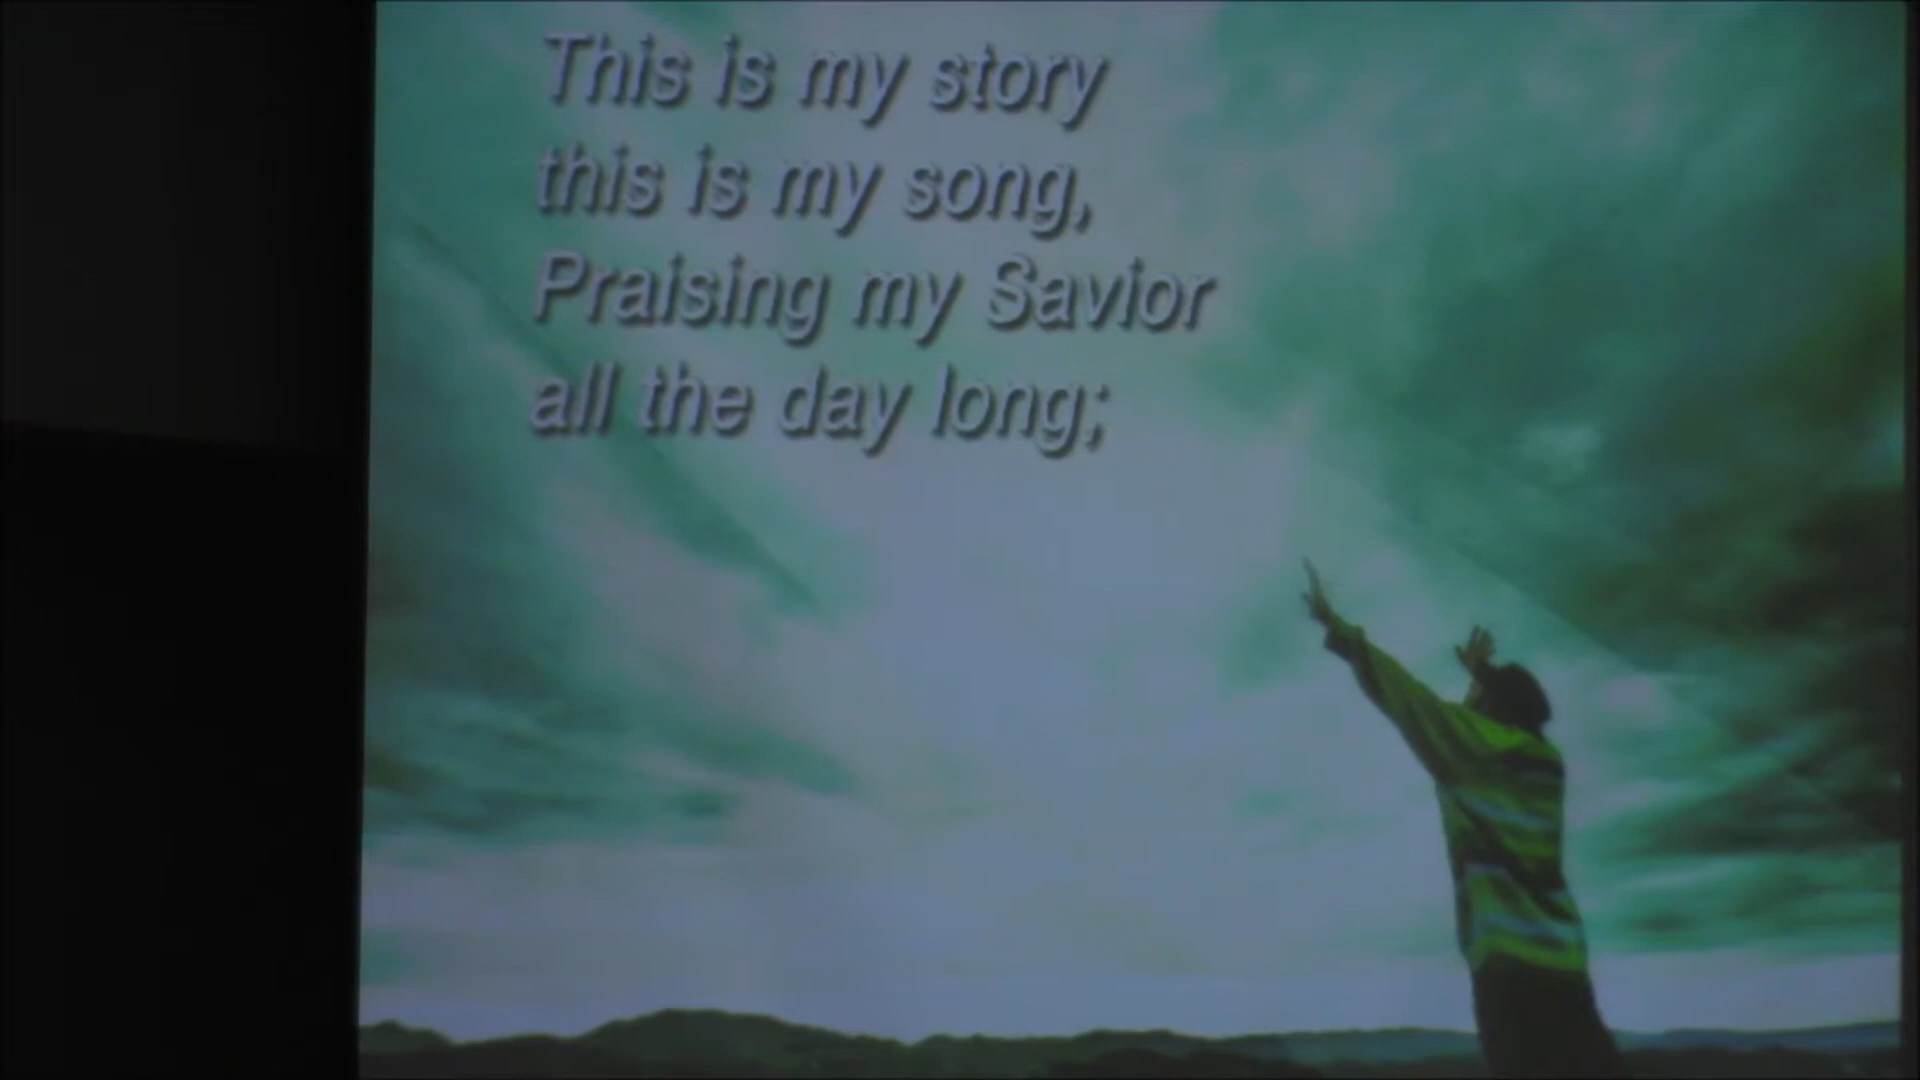 This is my story
this is my song,
Praising my Savior
all the day long;